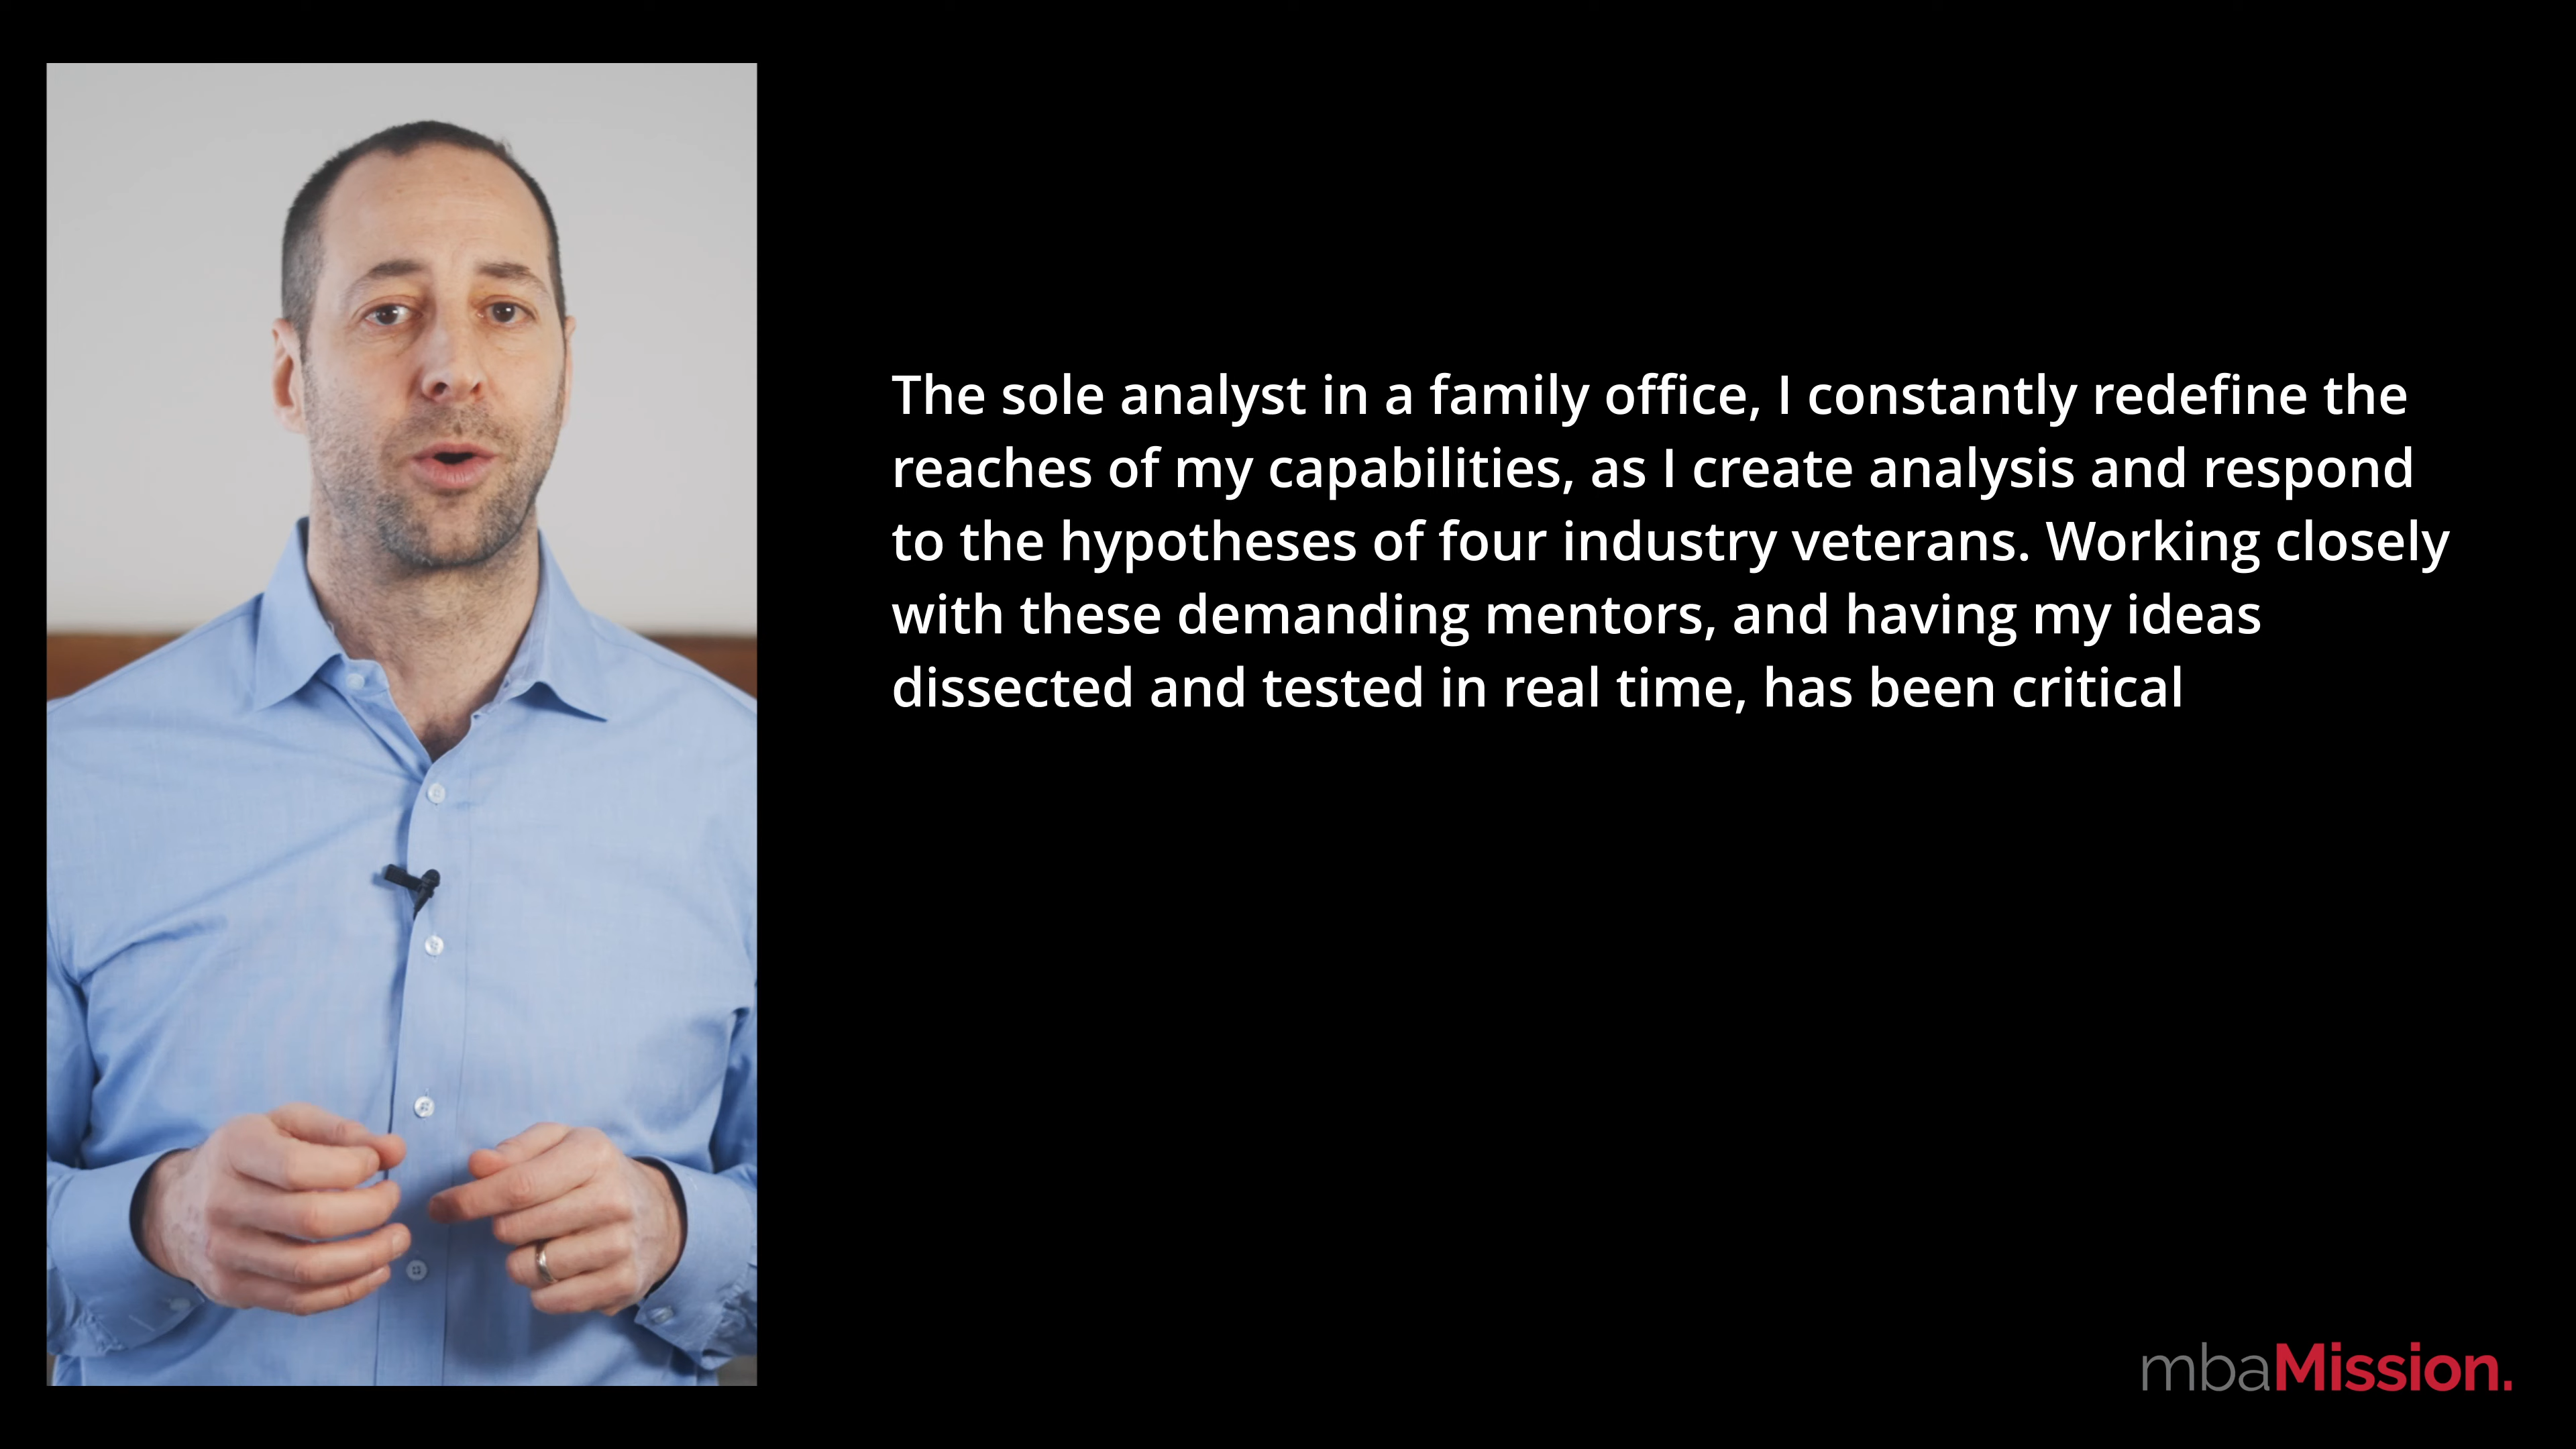 The sole analyst in a family office, I constantly redefine the
reaches of my capabilities, as I create analysis and respond
to the hypotheses of four industry veterans. Working closely
with these demanding mentors, and having my ideas
dissected and tested in real time, has been critical
mbaMission.